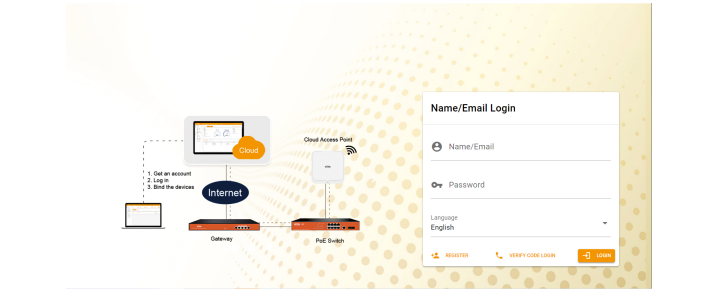 Cloud Access Point
Cloud
1. Get an account
2. Log in
3. Bind the devices
Internet
Gateway
PoE Switch
Name/Email Login
Name/Email
Password
Language
English
REGISTER
VERIFY CODE LOGIN
LOGIN